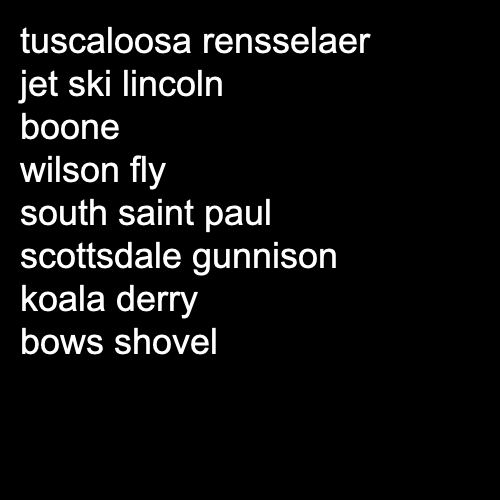 tuscaloosa rensselaer
jet ski lincoln
boone
wilson fly
south saint paul
scottsdale gunnison
koala derry
bows shovel